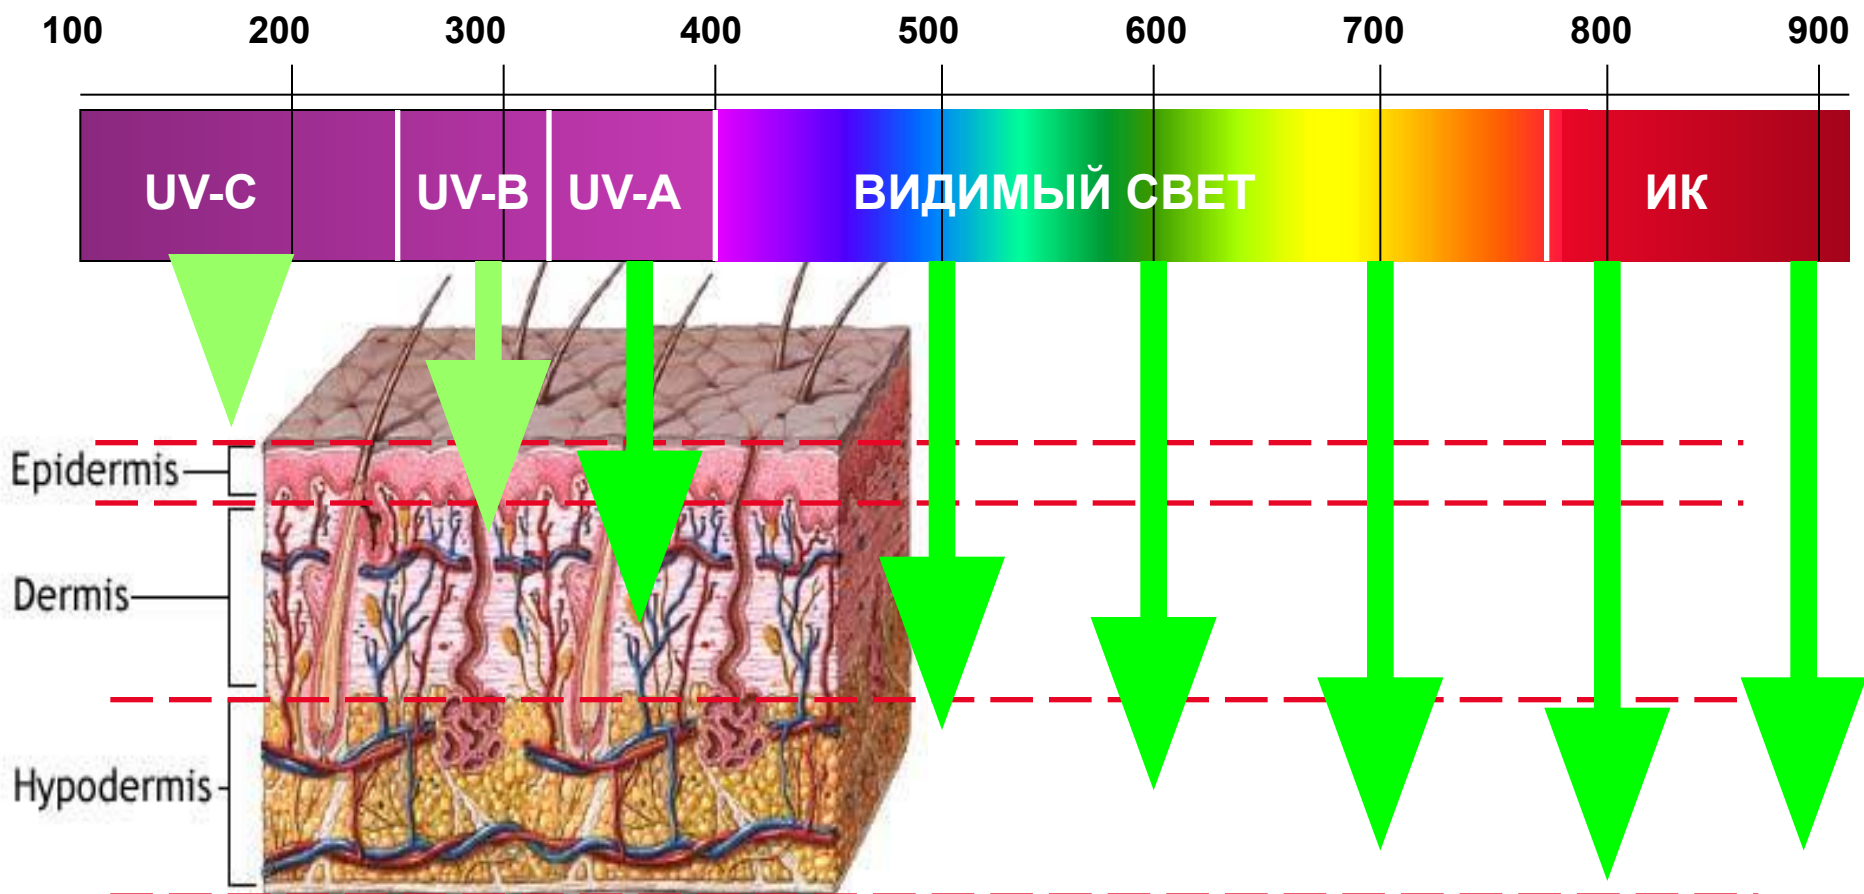 100 200 300 400 500 600 700 800 900
UV-C UV-B UV-A ВИДИМЫЙ СВЕТ ИК
Epidermis
Dermis
Hypodermis